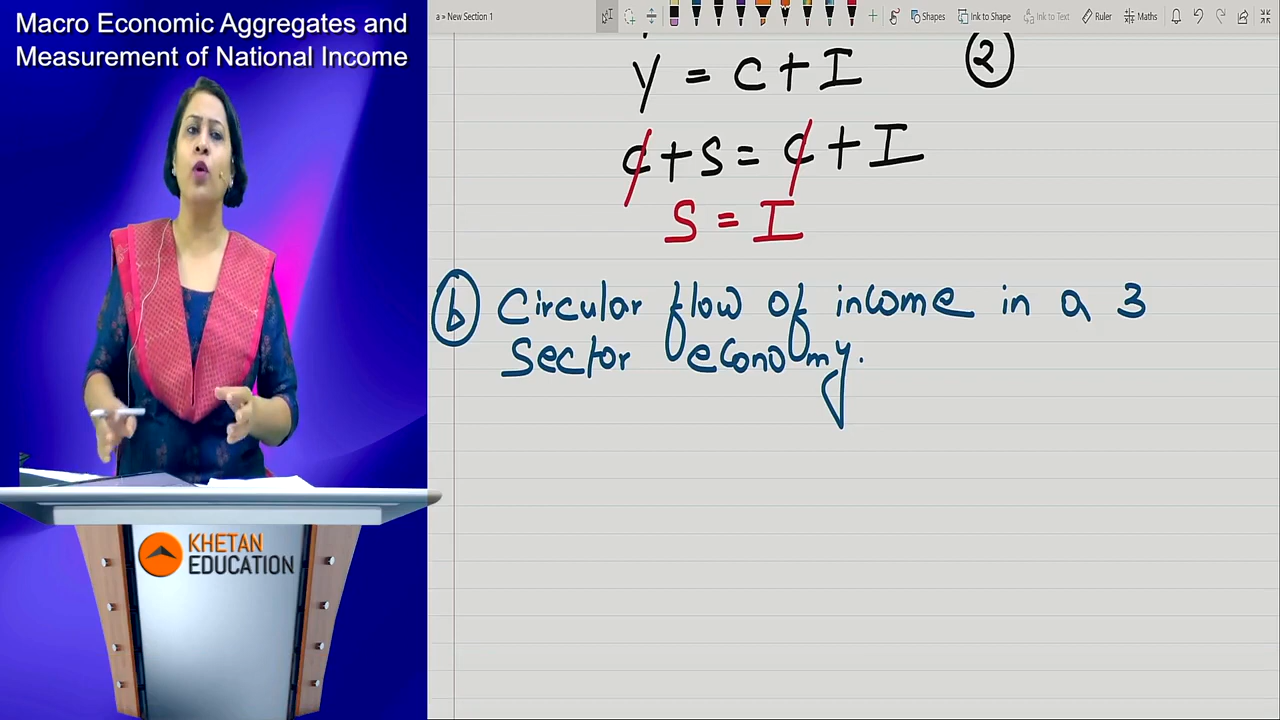 Macro Economic Aggregates and
Measurement of National Income
a » New Section 1
Shapes
Ink to Shape
Ink to Text
Ruler
Maths
y = C + I
2
C + S = C + I
S = I
b Circular flow of income in a 3
Sector economy.
KHETAN
EDUCATION